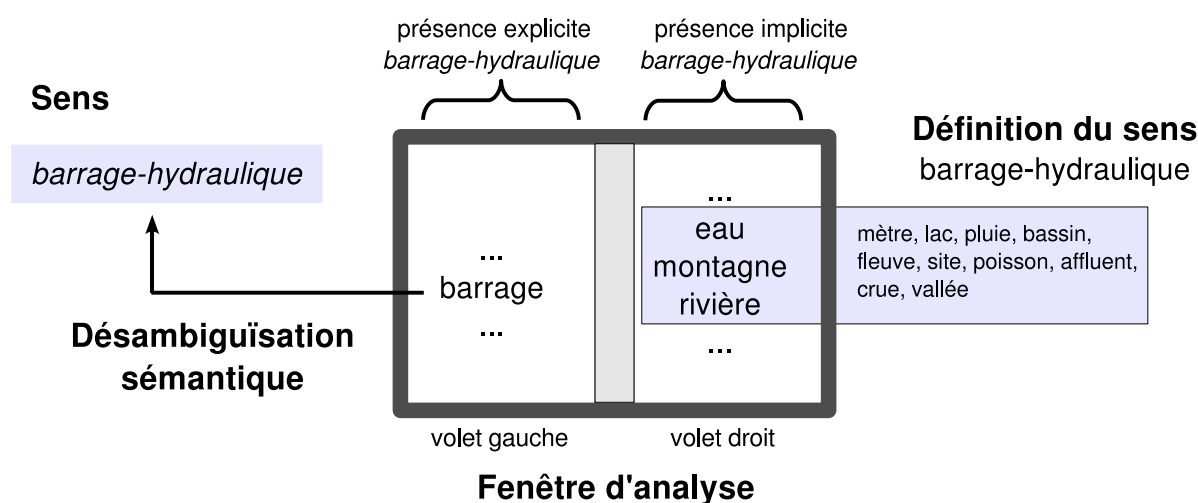 présence explicite
barrage-hydraulique
présence implicite
barrage-hydraulique
Sens
barrage-hydraulique
Définition du sens
barrage-hydraulique
...
barrage
...
...
eau
montagne
rivière
...
mètre, lac, pluie, bassin,
fleuve, site, poisson, affluent,
crue, vallée
Désambiguïsation
sémantique
volet gauche
volet droit
Fenêtre d'analyse